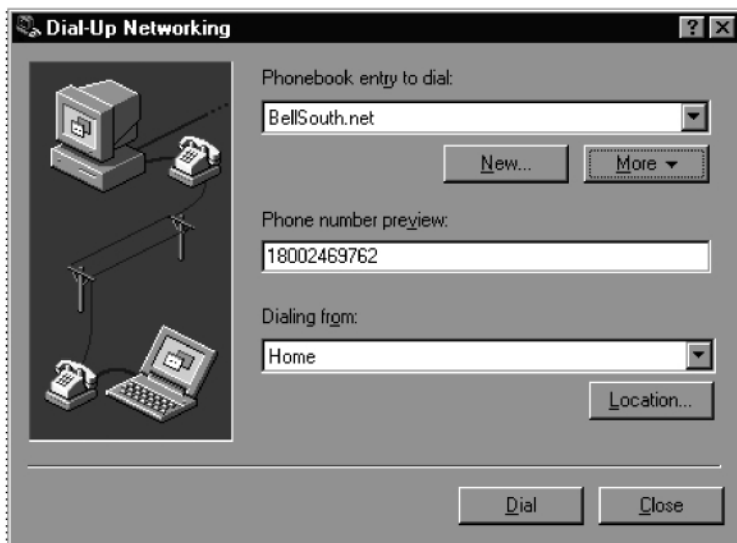 Dial-Up Networking
Phonebook entry to dial:
BellSouth.net
New...
More
Phone number preview:
18002469762
Dialing from:
Home
Location...
Dial
Close